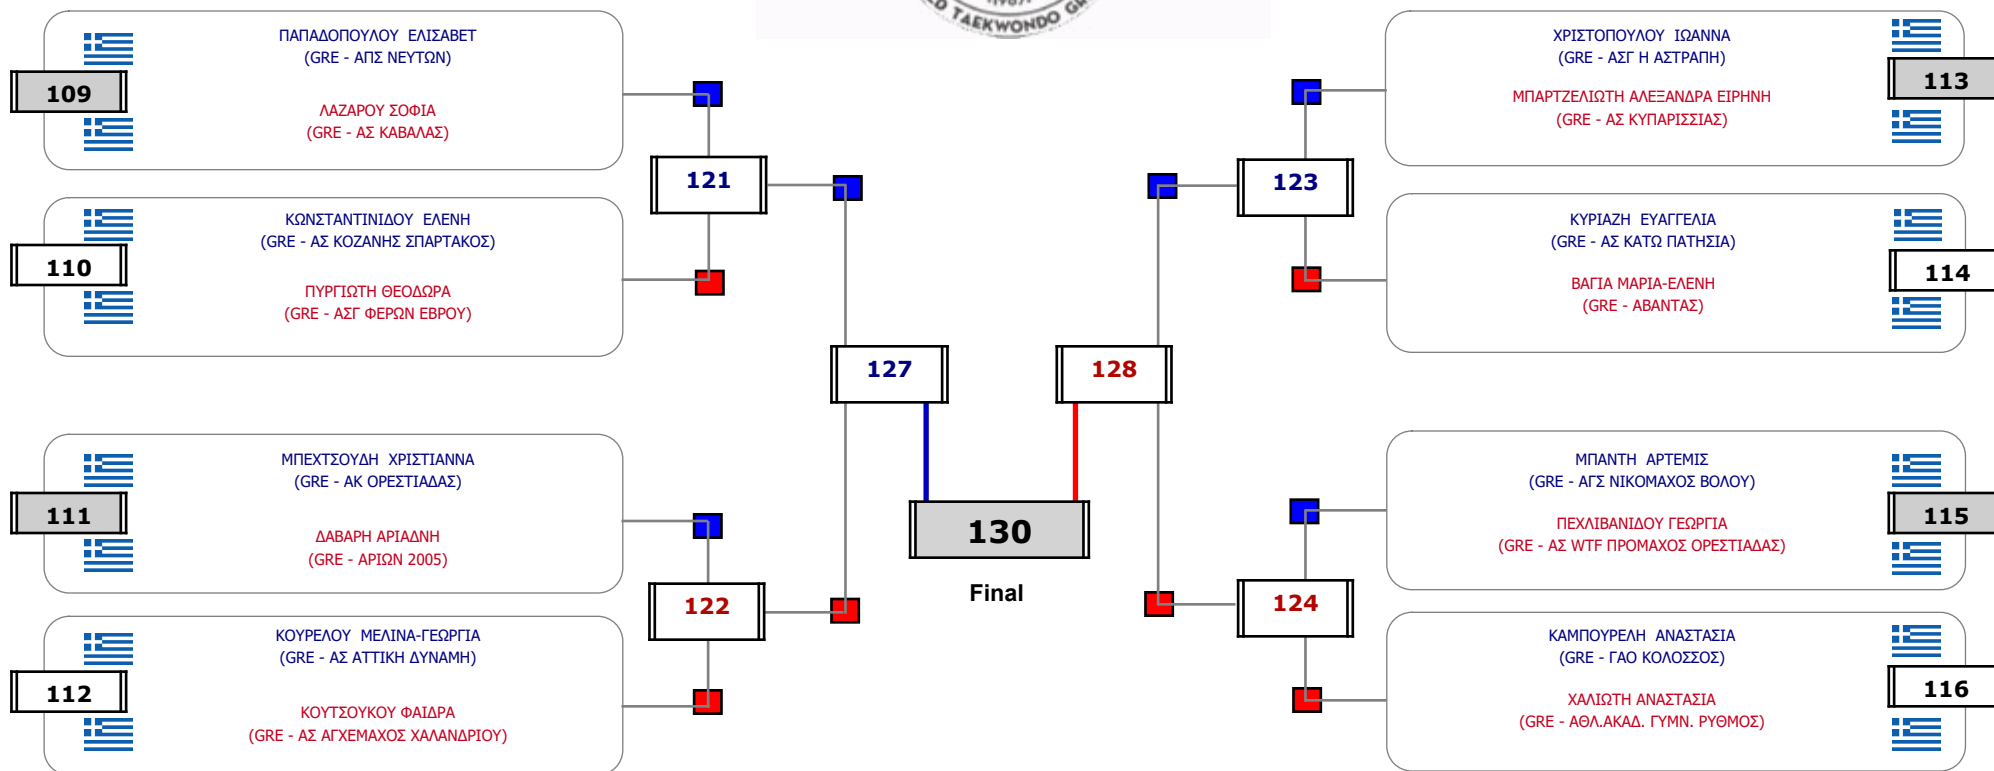 ED TAEKWONDO GR
ΠΑΠΑΔΟΠΟΥΛΟΥ ΕΛΙΣΑΒΕΤ
(GRE - ΑΠΣ ΝΕΥΤΩΝ)
109
ΛΑΖΑΡΟΥ ΣΟΦΙΑ
(GRE - ΑΣ ΚΑΒΑΛΑΣ)
ΚΩΝΣΤΑΝΤΙΝΙΔΟΥ ΕΛΕΝΗ
(GRE - ΑΣ ΚΟΖΑΝΗΣ ΣΠΑΡΤΑΚΟΣ)
110
ΠΥΡΓΙΩΤΗ ΘΕΟΔΩΡΑ
(GRE - ΑΣΓ ΦΕΡΩΝ ΕΒΡΟΥ)
ΜΠΕΧΤΣΟΥΔΗ ΧΡΙΣΤΙΑΝΝΑ
(GRE - ΑΚ ΟΡΕΣΤΙΑΔΑΣ)
111
ΔΑΒΑΡΗ ΑΡΙΑΔΝΗ
(GRE - ΑΡΙΩΝ 2005)
ΚΟΥΡΕΛΟΥ ΜΕΛΙΝΑ-ΓΕΩΡΓΙΑ
(GRE - ΑΣ ΑΤΤΙΚΗ ΔΥΝΑΜΗ)
112
ΚΟΥΤΣΟΥΚΟΥ ΦΑΙΔΡΑ
(GRE - ΑΣ ΑΓΧΕΜΑΧΟΣ ΧΑΛΑΝΔΡΙΟΥ)
121
122
127
130
Final
128
123
124
ΧΡΙΣΤΟΠΟΥΛΟΥ ΙΩΑΝΝΑ
(GRE - ΑΣΓ Η ΑΣΤΡΑΠΗ)
113
ΜΠΑΡΤΖΕΛΙΩΤΗ ΑΛΕΞΑΝΔΡΑ ΕΙΡΗΝΗ
(GRE - ΑΣ ΚΥΠΑΡΙΣΣΙΑΣ)
ΚΥΡΙΑΖΗ ΕΥΑΓΓΕΛΙΑ
(GRE - ΑΣ ΚΑΤΩ ΠΑΤΗΣΙΑ)
114
ΒΑΓΙΑ ΜΑΡΙΑ-ΕΛΕΝΗ
(GRE - ΑΒΑΝΤΑΣ)
ΜΠΑΝΤΗ ΑΡΤΕΜΙΣ
(GRE - ΑΓΣ ΝΙΚΟΜΑΧΟΣ ΒΟΛΟΥ)
115
ΠΕΧΛΙΒΑΝΙΔΟΥ ΓΕΩΡΓΙΑ
(GRE - ΑΣ WTF ΠΡΟΜΑΧΟΣ ΟΡΕΣΤΙΑΔΑΣ)
ΚΑΜΠΟΥΡΕΛΗ ΑΝΑΣΤΑΣΙΑ
(GRE - ΓΑΟ ΚΟΛΟΣΣΟΣ)
116
ΧΑΛΙΩΤΗ ΑΝΑΣΤΑΣΙΑ
(GRE - ΑΘΛ.ΑΚΑΔ. ΓΥΜΝ. ΡΥΘΜΟΣ)